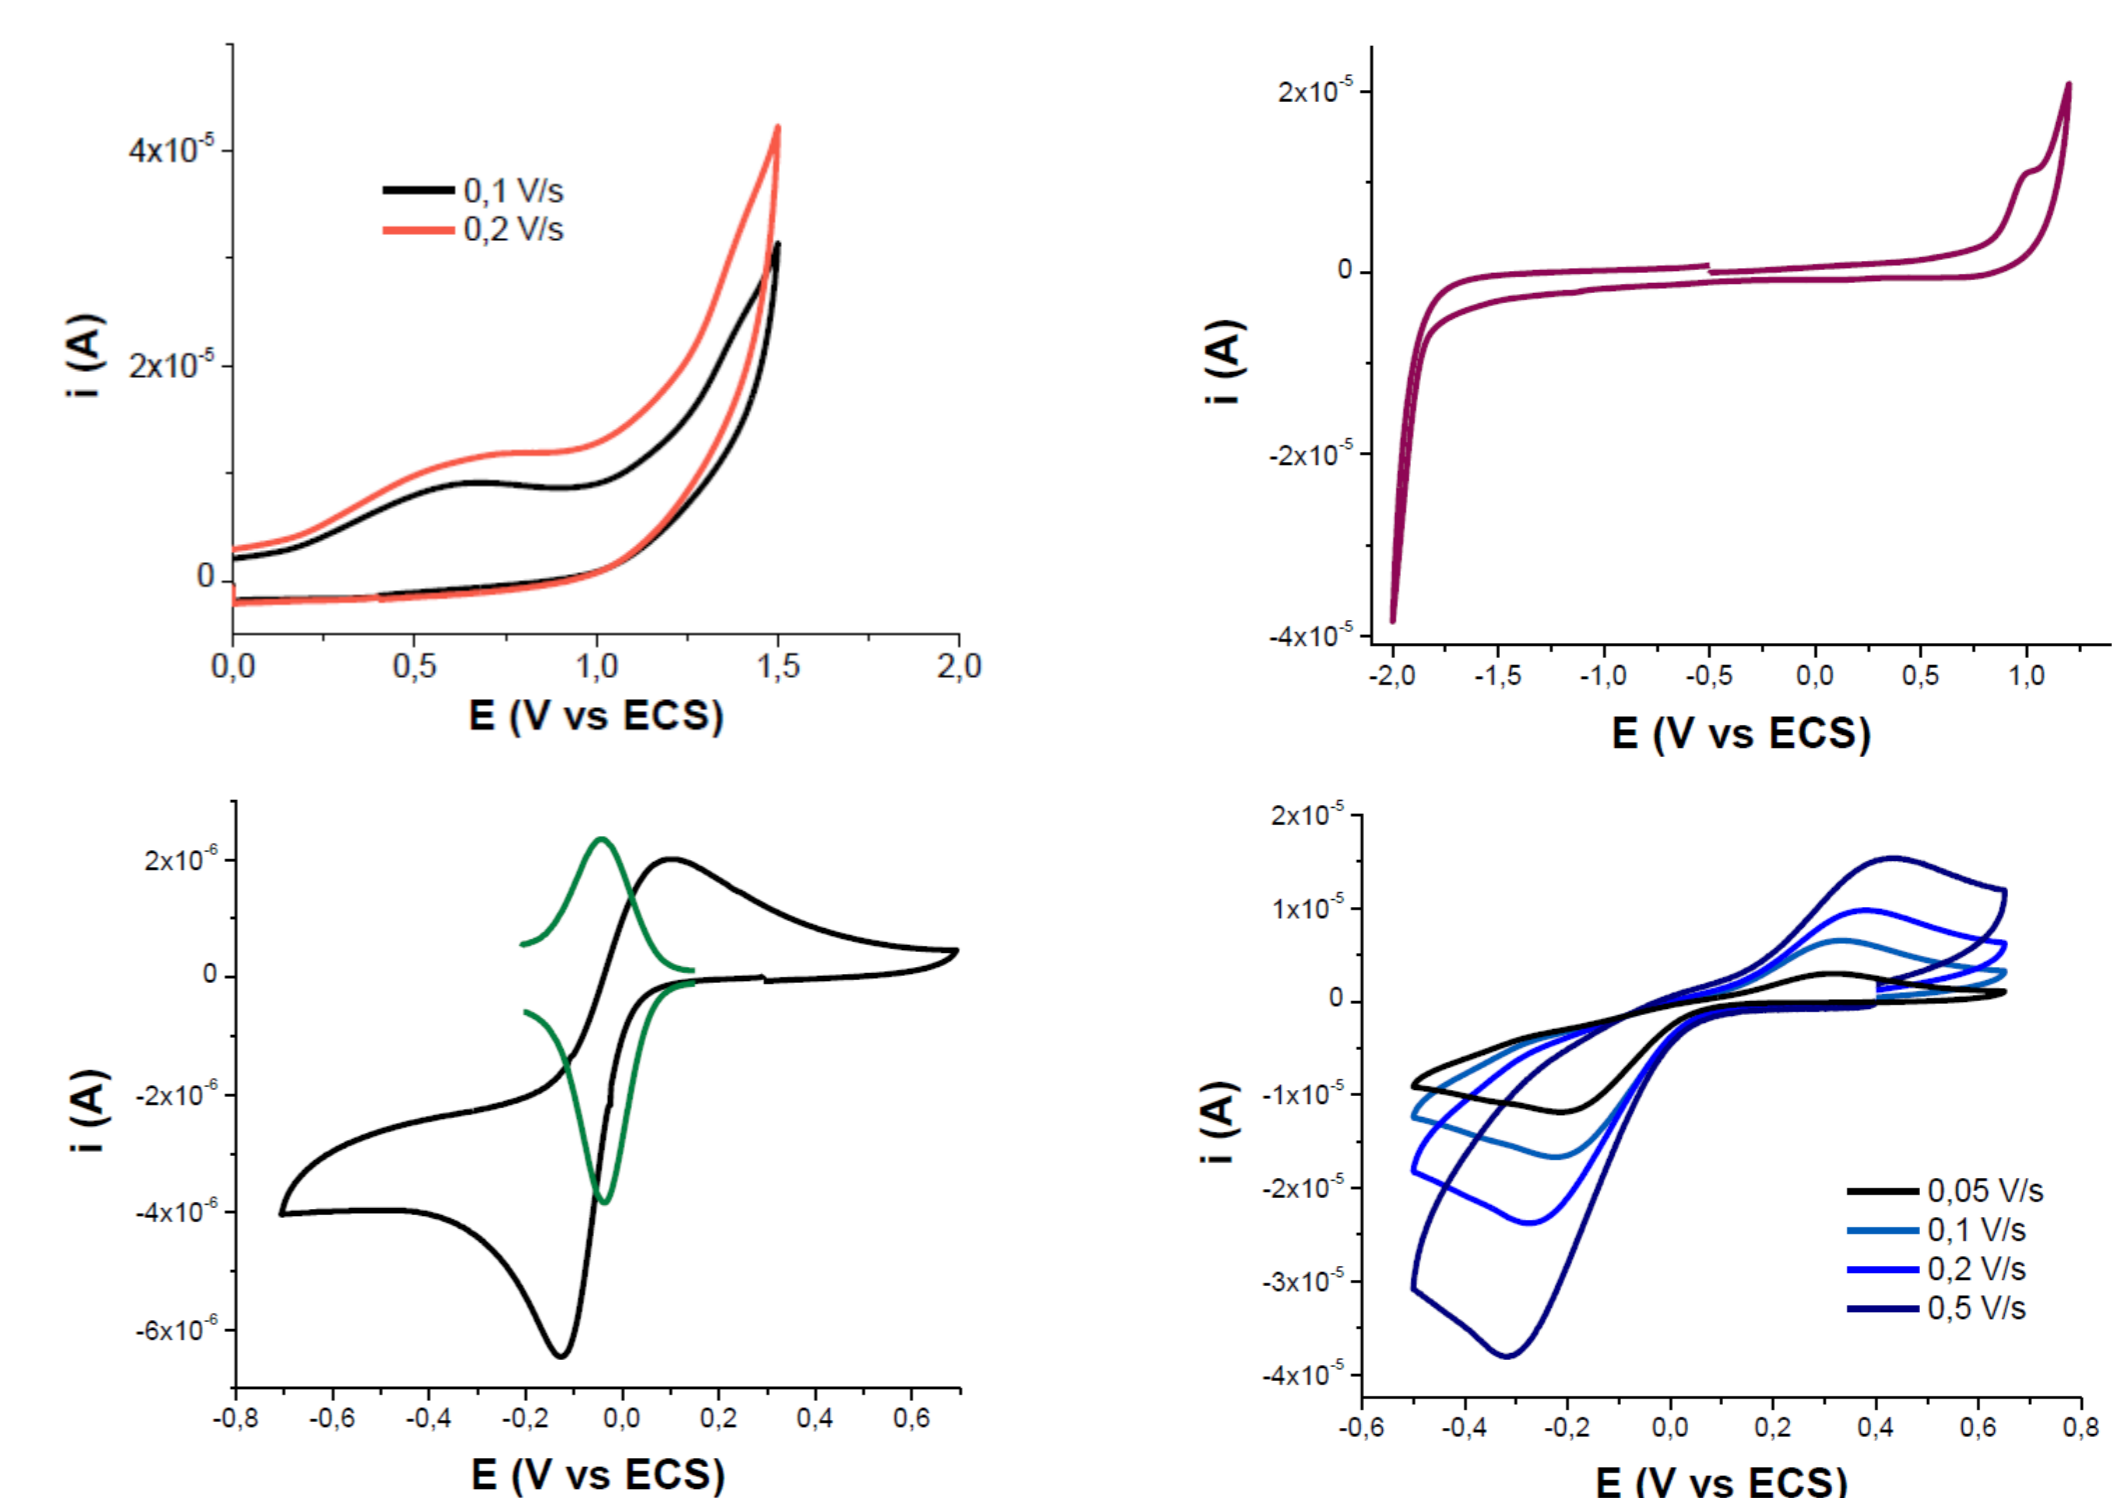 4x10⁻⁵
2x10⁻⁵
0
0,1 V/s
0,2 V/s
i (A)
0,0 0,5 1,0 1,5 2,0
E (V vs ECS)
2x10⁻⁵
0
-2x10⁻⁵
-4x10⁻⁵
i (A)
-2,0 -1,5 -1,0 -0,5 0,0 0,5 1,0
E (V vs ECS)
2x10⁻⁶
0
-2x10⁻⁶
-4x10⁻⁶
-6x10⁻⁶
i (A)
-0,8 -0,6 -0,4 -0,2 0,0 0,2 0,4 0,6
E (V vs ECS)
2x10⁻⁵
1x10⁻⁵
0
-1x10⁻⁵
-2x10⁻⁵
-3x10⁻⁵
-4x10⁻⁵
i (A)
0,05 V/s
0,1 V/s
0,2 V/s
0,5 V/s
-0,6 -0,4 -0,2 0,0 0,2 0,4 0,6 0,8
E (V vs ECS)